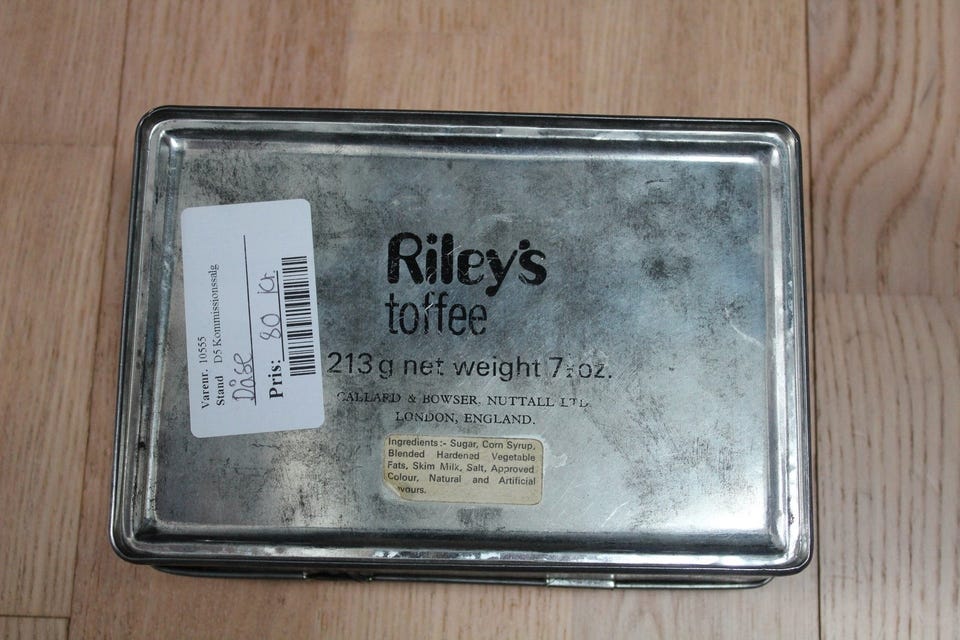 Riley's
toffee
213g net weight 7½oz.
CALLARD & BOWSER, NUTTALL LTD.
LONDON, ENGLAND.
Ingredients:- Sugar, Corn Syrup,
Blended Hardened Vegetable
Fats, Skim Milk, Salt, Approved
Colour, Natural and Artificial
avours.
Varenr. 10555
Stand D5 Kommissionssalg
Dåse
Pris: 80 kr